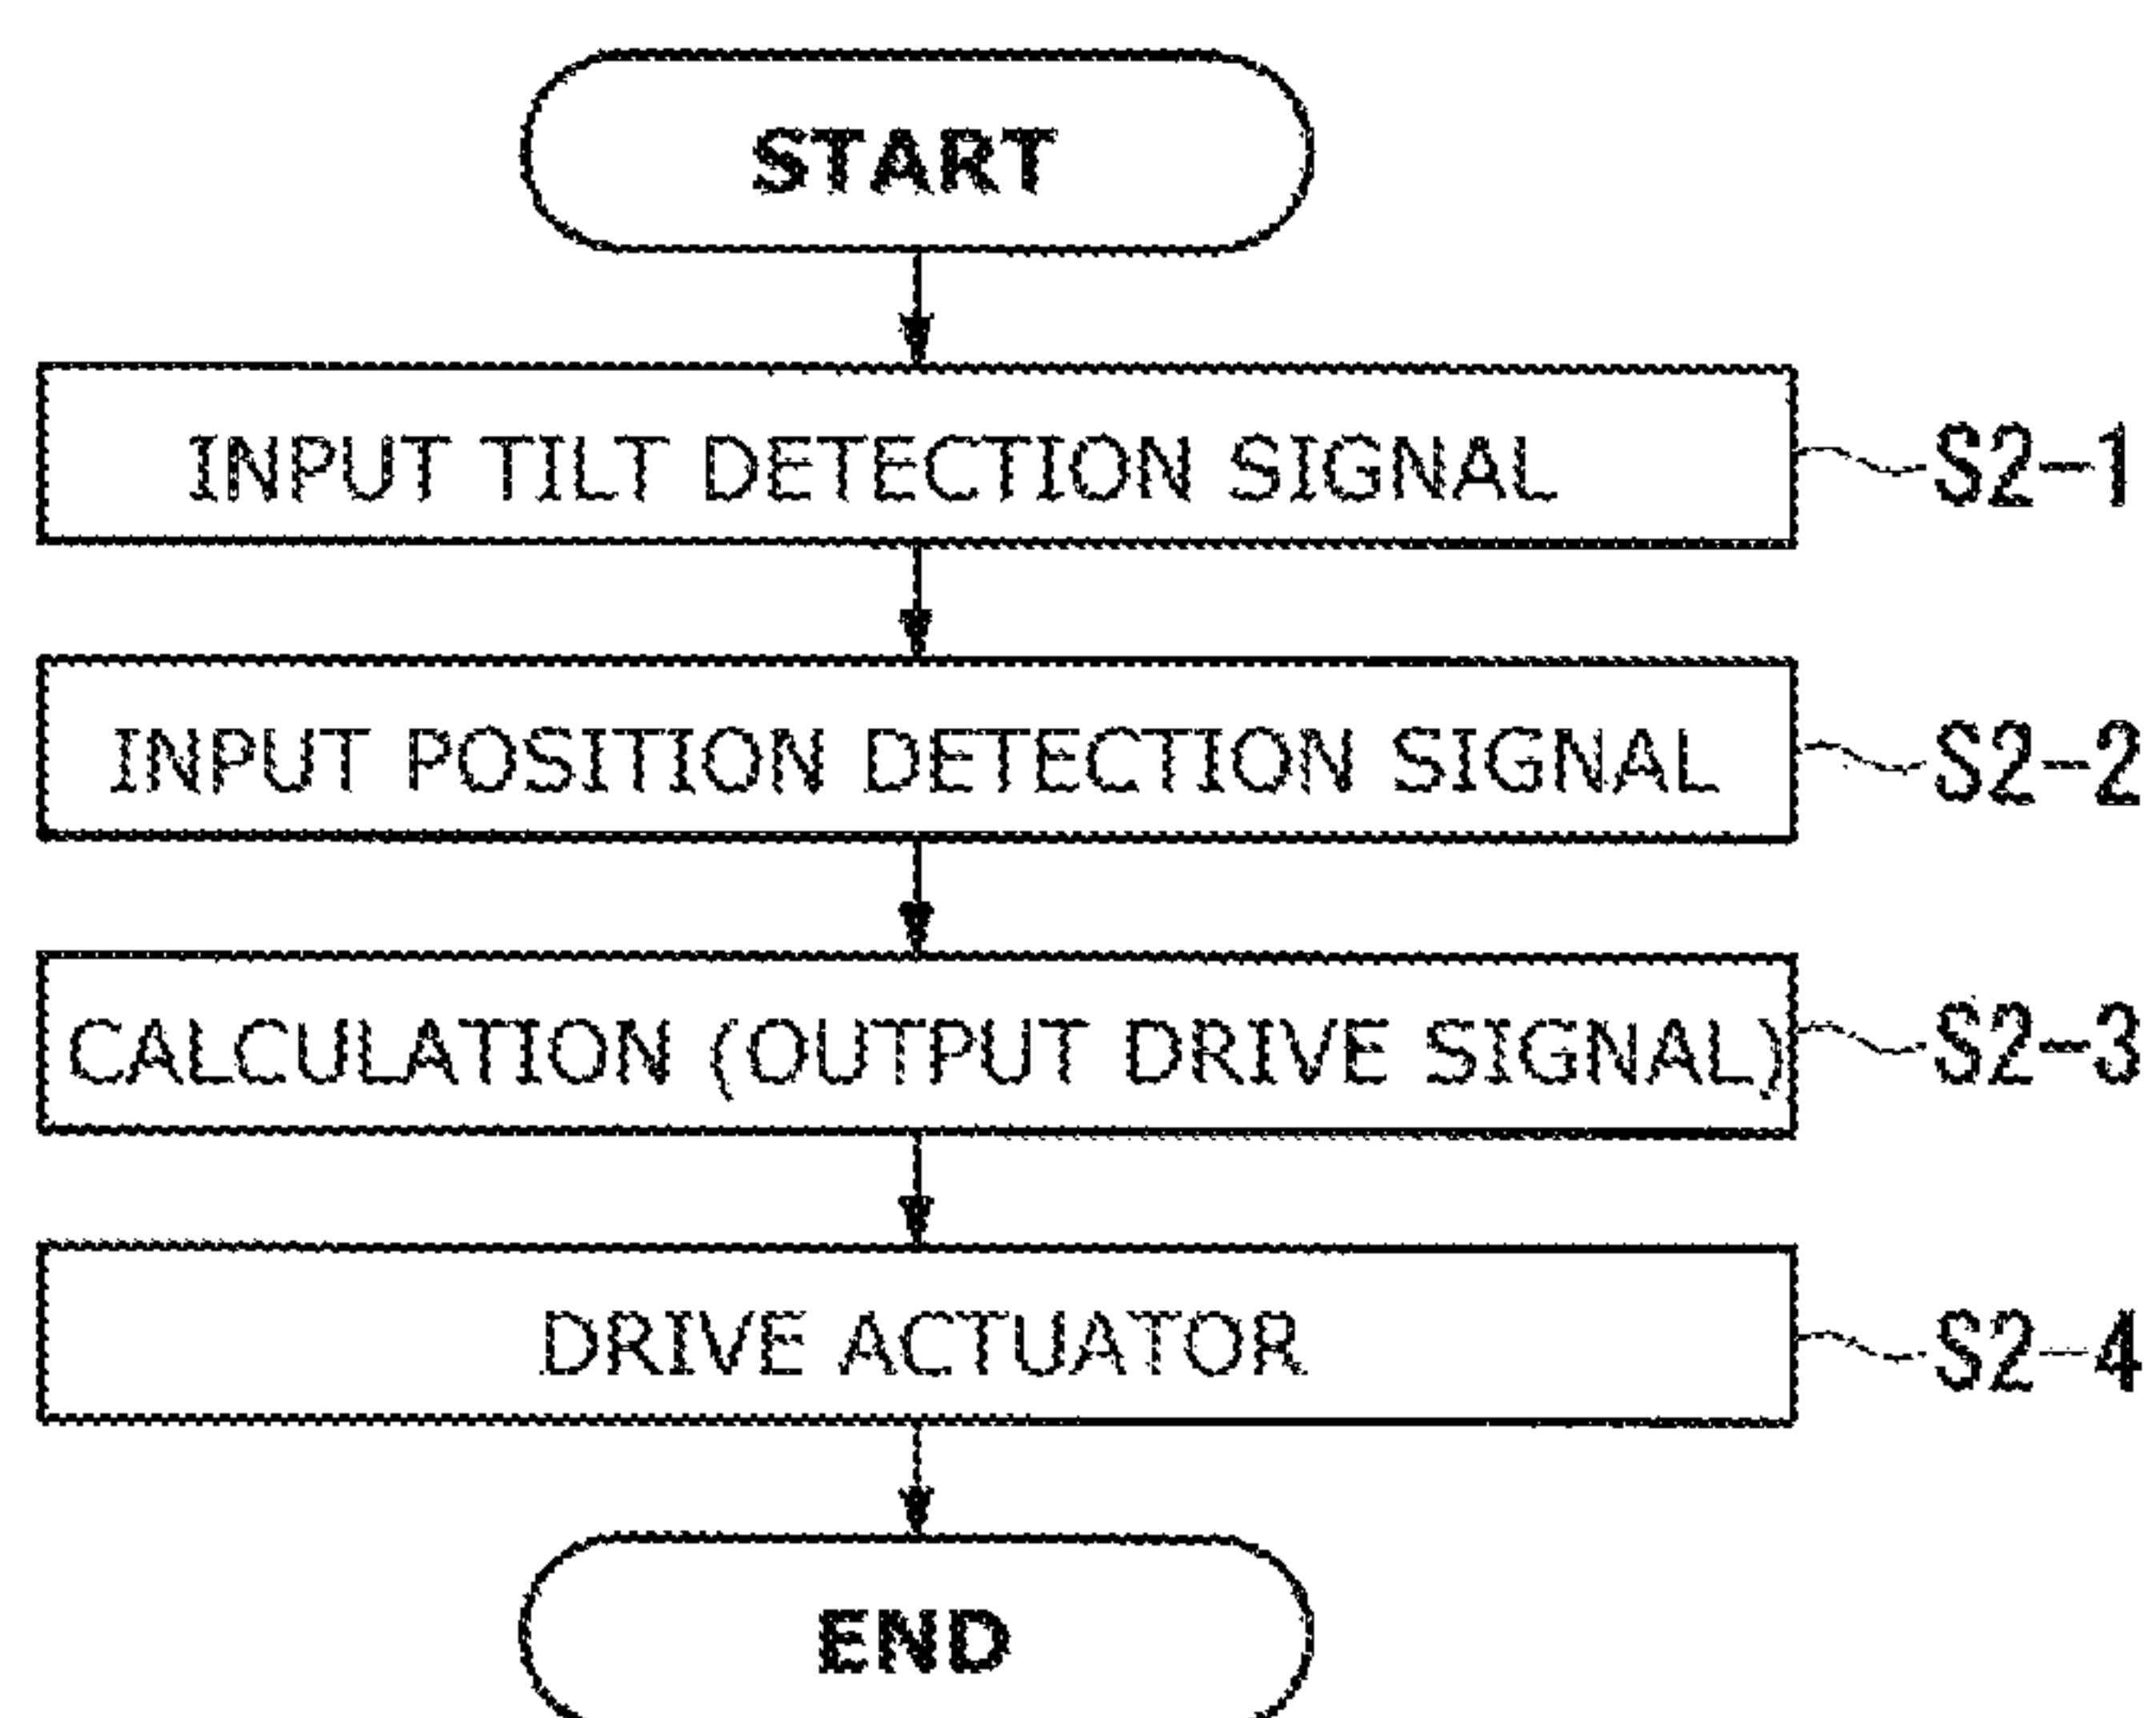 START
INPUT TILT DETECTION SIGNAL S2-1
INPUT POSITION DETECTION SIGNAL S2-2
CALCULATION (OUTPUT DRIVE SIGNAL) S2-3
DRIVE ACTUATOR S2-4
END